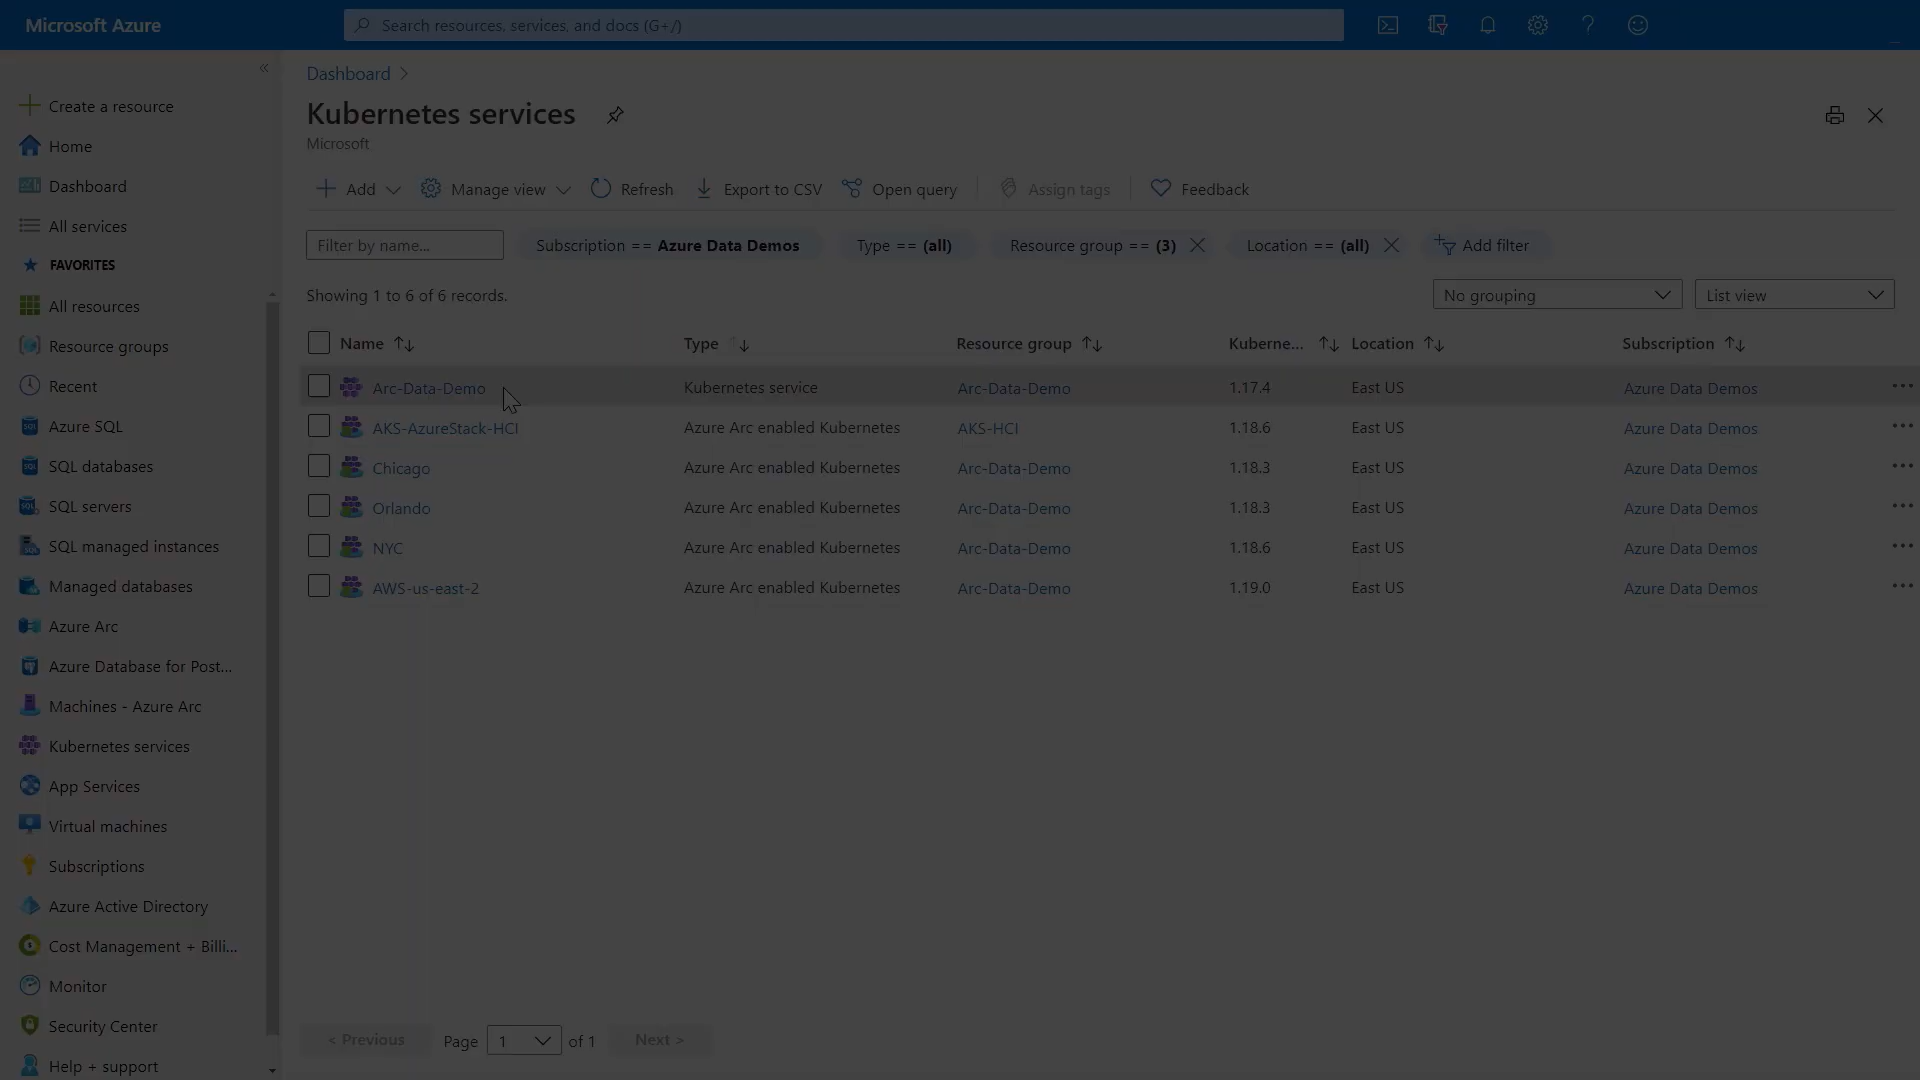 Microsoft Azure
Search resources, services, and docs (G+/)
«
Create a resource
Home
Dashboard
All services
FAVORITES
All resources
Resource groups
Recent
Azure SQL
SQL databases
SQL servers
SQL managed instances
Managed databases
Azure Arc
Azure Database for Post...
Machines - Azure Arc
Kubernetes services
App Services
Virtual machines
Subscriptions
Azure Active Directory
Cost Management + Billi...
Monitor
Security Center
Help + support
Dashboard >
Kubernetes services
Microsoft
Add Manage view Refresh Export to CSV Open query Assign tags Feedback
Filter by name... Subscription == Azure Data Demos Type == (all) Resource group == (3) Location == (all) Add filter
Showing 1 to 6 of 6 records. No grouping List view
Name Type Resource group Kuberne... Location Subscription
Arc-Data-Demo Kubernetes service Arc-Data-Demo 1.17.4 East US Azure Data Demos ...
AKS-AzureStack-HCI Azure Arc enabled Kubernetes AKS-HCI 1.18.6 East US Azure Data Demos ...
Chicago Azure Arc enabled Kubernetes Arc-Data-Demo 1.18.3 East US Azure Data Demos ...
Orlando Azure Arc enabled Kubernetes Arc-Data-Demo 1.18.3 East US Azure Data Demos ...
NYC Azure Arc enabled Kubernetes Arc-Data-Demo 1.18.6 East US Azure Data Demos ...
AWS-us-east-2 Azure Arc enabled Kubernetes Arc-Data-Demo 1.19.0 East US Azure Data Demos ...
< Previous Page 1 of 1 Next >